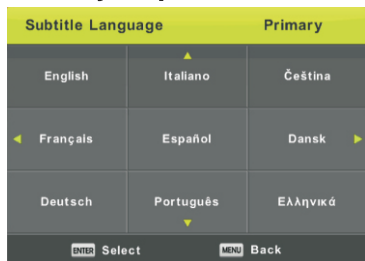 Subtitle Language Primary
English Italiano Čeština
Français Español Dansk
Deutsch Português Ελληνικά
ENTER Select MENU Back